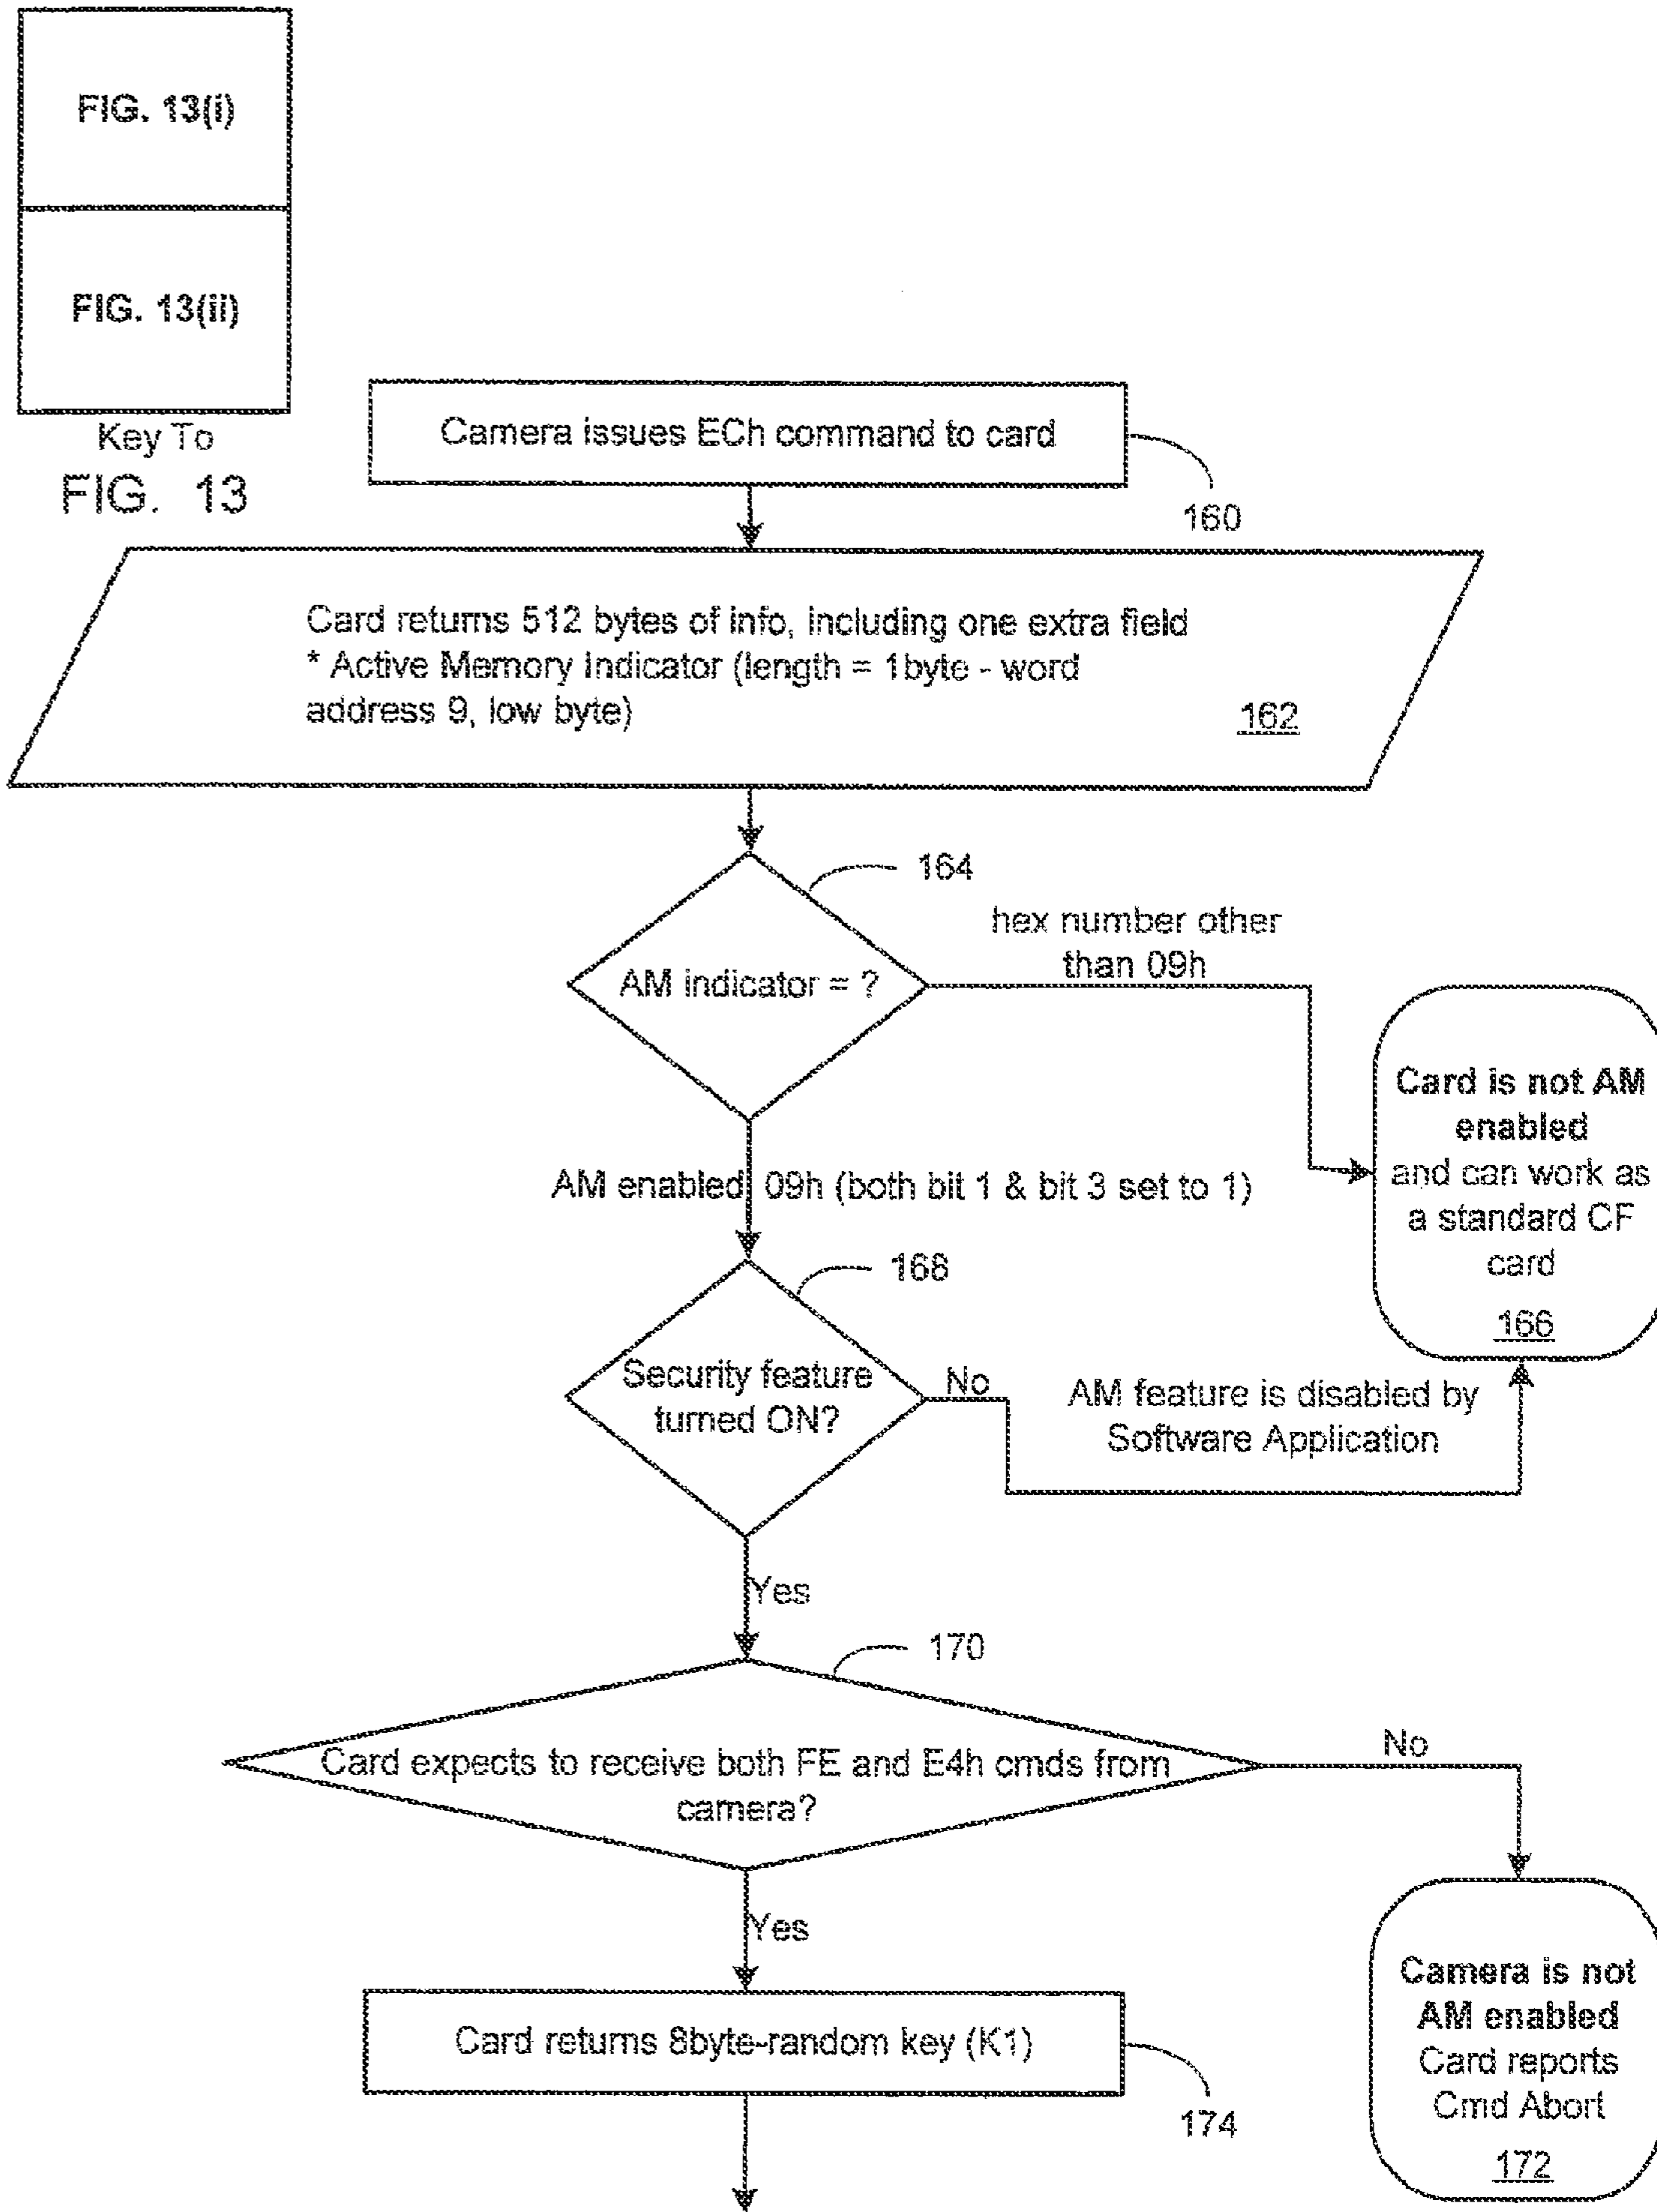 FIG. 13(i)
FIG. 13(ii)
Key To
FIG. 13
Camera issues ECh command to card
160
Card returns 512 bytes of info, including one extra field
* Active Memory Indicator (length = 1byte - word
address 9, low byte)
162
164
AM indicator = ?
hex number other
than 09h
Card is not AM
enabled
and can work as
a standard CF
card
166
AM enabled 09h (both bit 1 & bit 3 set to 1)
168
Security feature
turned ON?
No
AM feature is disabled by
Software Application
Yes
170
Card expects to receive both FE and E4h cmds from
camera?
No
Camera is not
AM enabled
Card reports
Cmd Abort
172
Yes
Card returns 8byte-random key (K1)
174